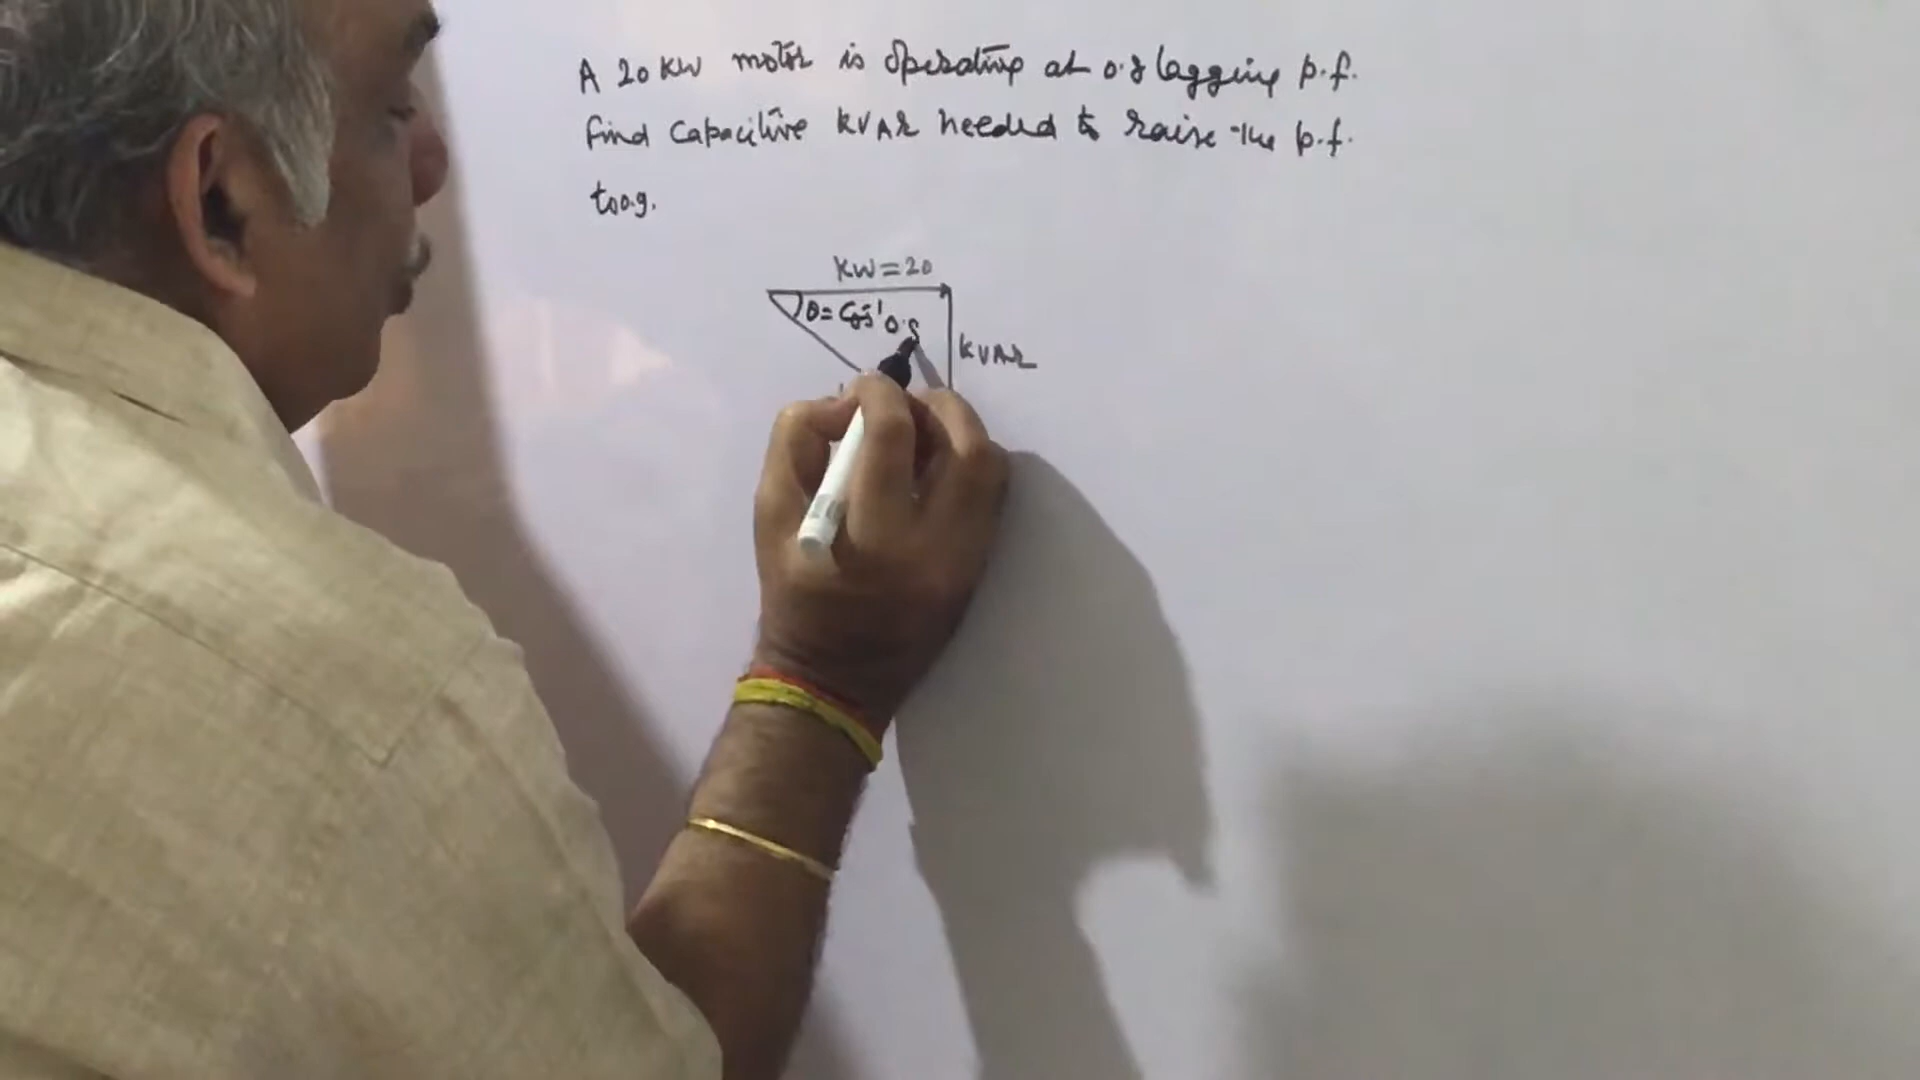 A 20 KW motor is operating at 0.8 lagging p.f.
Find capacitive KVAR needed to raise the p.f.
to 0.9.
KW = 20
θ = Cos⁻¹ 0.8
KVAR